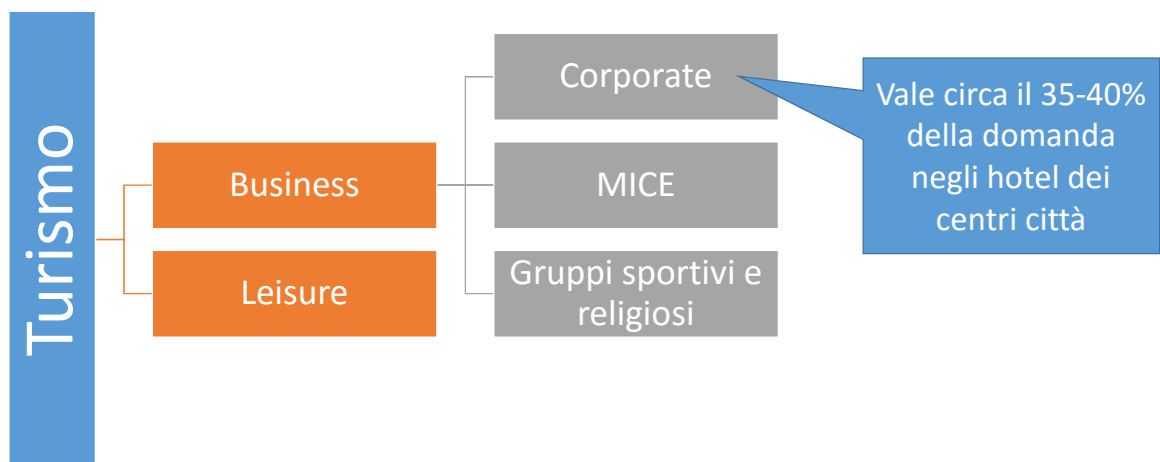 Turismo
Business
Leisure
Corporate
MICE
Gruppi sportivi e
religiosi
Vale circa il 35-40%
della domanda
negli hotel dei
centri città